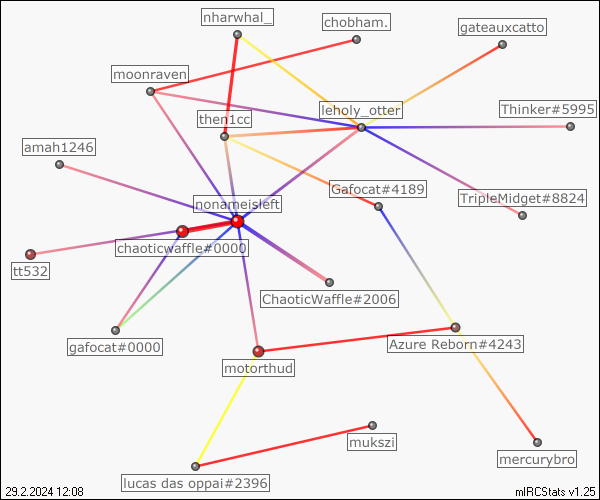 nharwhal_
chobham.
gateauxcatto
moonraven
leholy_otter
Thinker#5995
then1cc
amah1246
Gafocat#4189
TripleMidget#8824
nonameisleft
chaoticwaffle#0000
tt532
ChaoticWaffle#2006
gafocat#0000
Azure Reborn#4243
motorthud
mukszi
mercurybro
lucas das oppai#2396
29.2.2024 12:08
mIRCStats v1.25